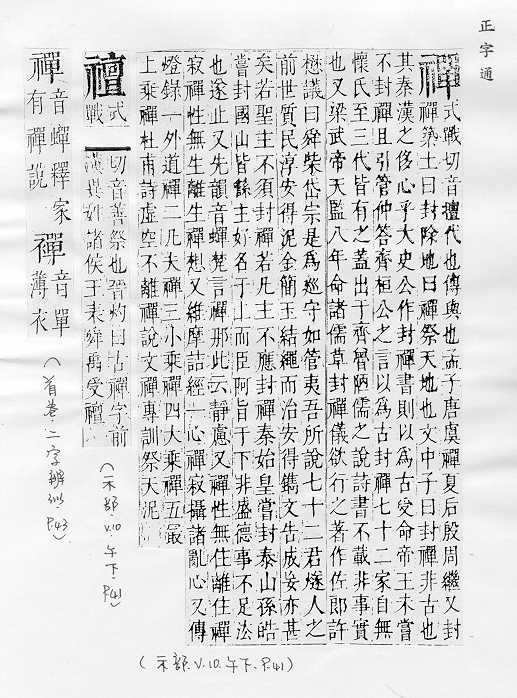 正字通
禪 式戰切音擅代也傳與也孟子唐虞禪夏后殷周繼又封
禪築土曰封除地曰禪祭天地也文中子曰封禪非古也
其秦漢之侈心乎大史公作封禪書則以為古受命帝王未嘗
不封禪且引管仲答齊桓公之言以為古封禪七十二家自無
懷氏至三代皆有之蓋出于齊魯陋儒之說詩書不載非事實
也又梁武帝天監八年命諸儒草封禪儀欲行之著作佐郎許
懋議曰舜柴岱宗是為巡守如管夷吾所說七十二君燧人之
前世質民淳安得泥金簡玉結繩而治安得鐫文告成妄亦甚
矣若聖主不須封禪若凡主不應封禪秦始皇嘗封泰山孫皓
嘗封國山皆繇主好名于上而臣阿旨于下非盛德事不足法
也遂止又先韻音蟬梵言禪那此云靜慮又禪性無住離住禪
寂禪性無生離生禪想又維摩詰經一心禪寂攝諸亂心又傳
燈錄一外道禪二凡夫禪三小乘禪四大乘禪五最
上乘禪杜甫詩虛空不離禪說文禪專訓祭天泥
(示部.V.10.午下.P.41)
式戰
切音善祭也晉灼曰古禪字前
漢異姓諸侯王表舜禹受
(示部.V.10.午下.P.41)
禪音蟬釋家有禪說
禪音單薄衣
(首卷.二字辨似.P.43)